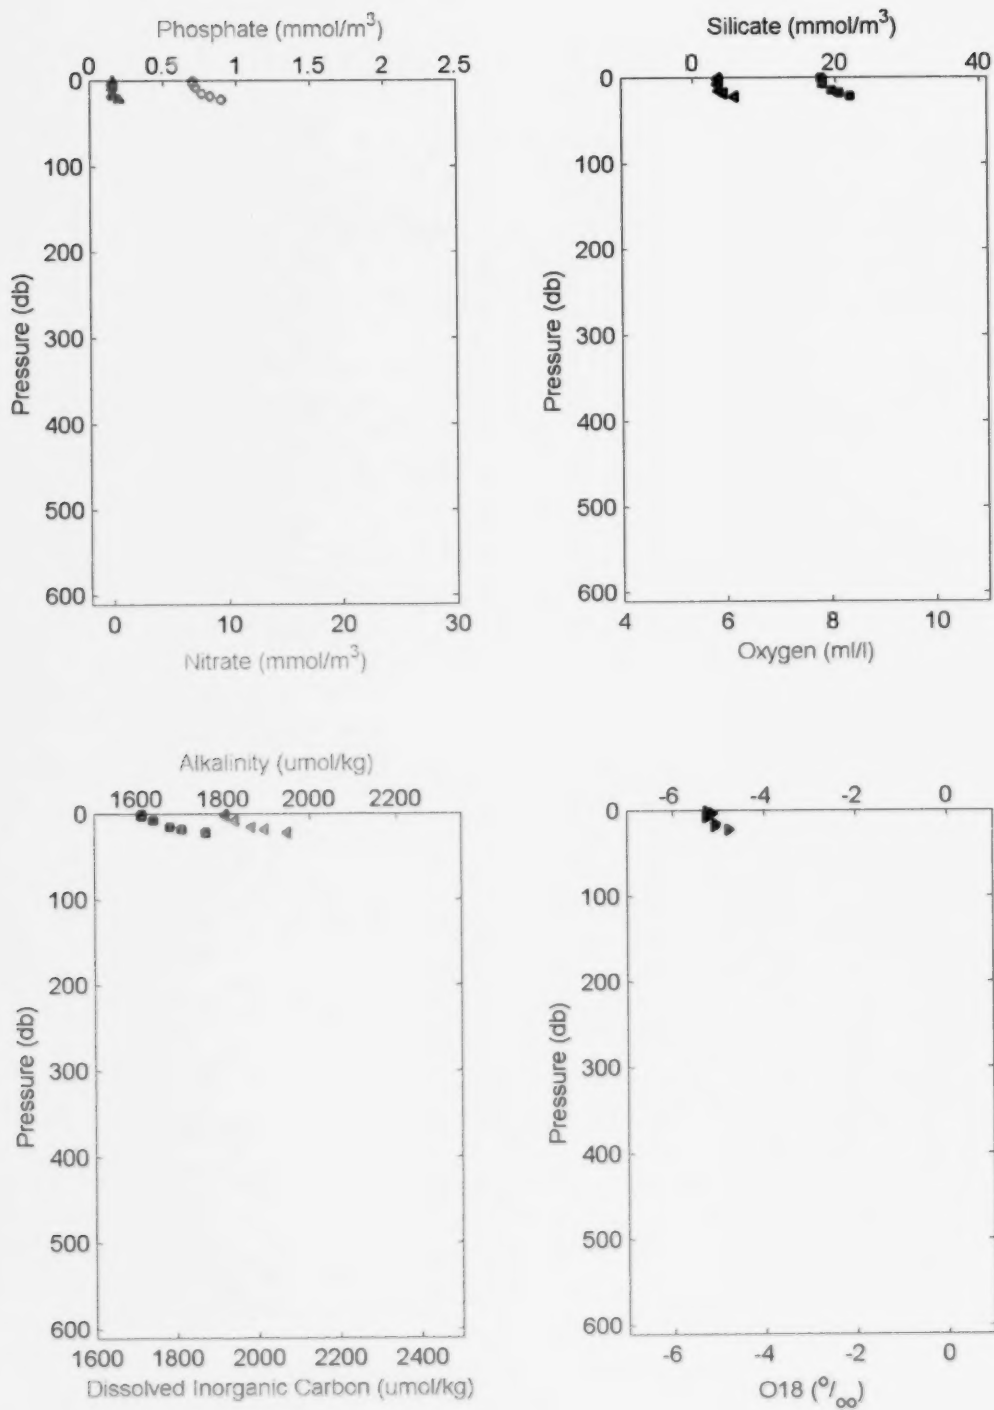 Phosphate (mmol/m³)
0 0.5 1 1.5 2 2.5
0
100
200
300
400
500
600
Pressure (db)
0 10 20 30
Nitrate (mmol/m³)
Silicate (mmol/m³)
0 20 40
0
100
200
300
400
500
600
Pressure (db)
4 6 8 10
Oxygen (ml/l)
Alkalinity (umol/kg)
1600 1800 2000 2200
0
100
200
300
400
500
600
Pressure (db)
1600 1800 2000 2200 2400
Dissolved Inorganic Carbon (umol/kg)
-6 -4 -2 0
0
100
200
300
400
500
600
Pressure (db)
-6 -4 -2 0
O18 (⁰/₀₀)